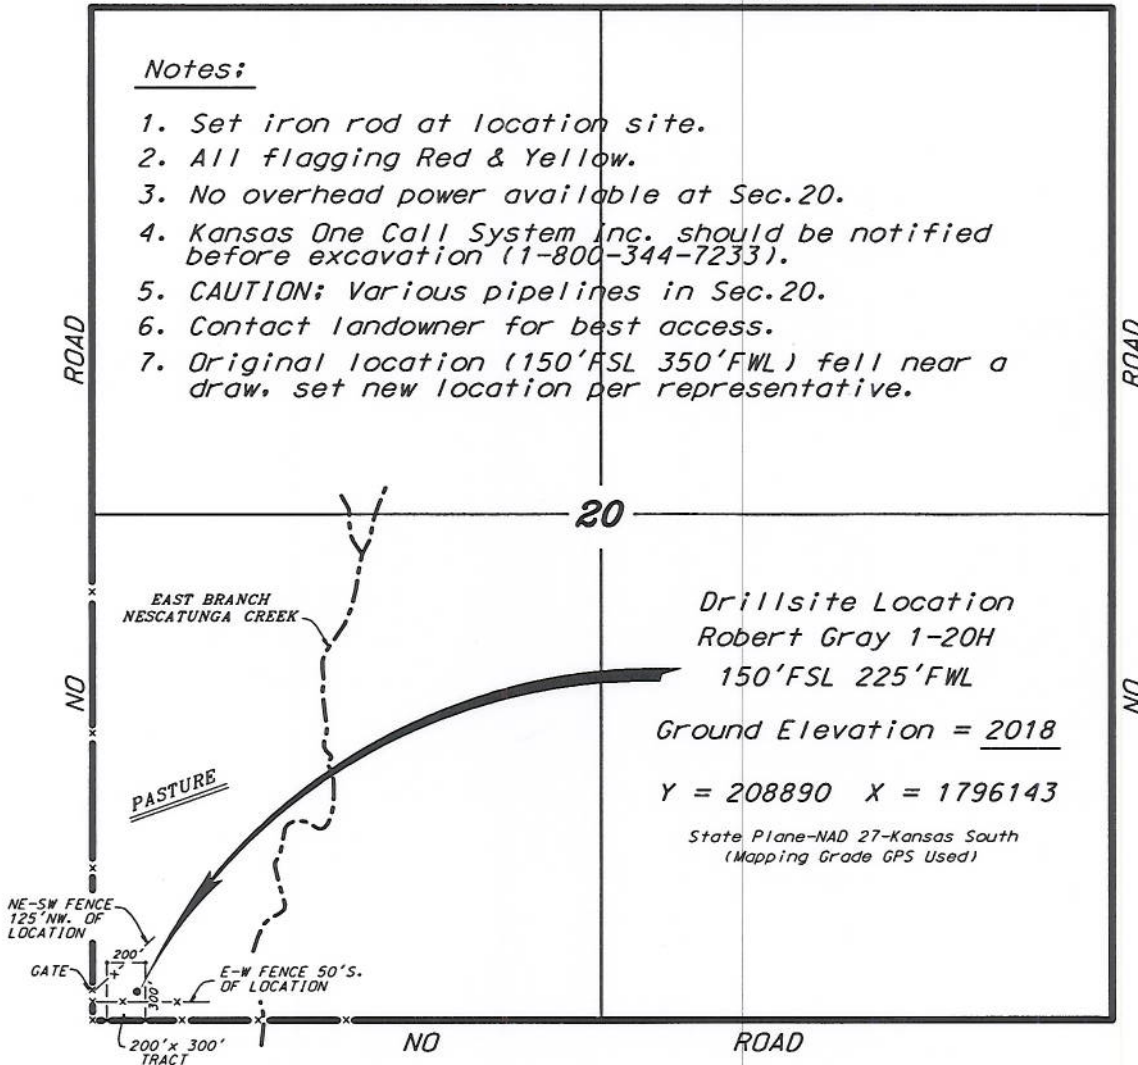 Notes:
1. Set iron rod at location site.
2. All flagging Red & Yellow.
3. No overhead power available at Sec.20.
4. Kansas One Call System Inc. should be notified
before excavation (1-800-344-7233).
5. CAUTION: Various pipelines in Sec.20.
6. Contact landowner for best access.
7. Original location (150'FSL 350'FWL) fell near a
draw, set new location per representative.
ROAD
ROAD
20
EAST BRANCH
NESCATUNGA CREEK
Drillsite Location
Robert Gray 1-20H
150'FSL 225'FWL
NO
NO
Ground Elevation = 2018
PASTURE
Y = 208890 X = 1796143
State Plane-NAD 27-Kansas South
(Mapping Grade GPS Used)
NE-SW FENCE
125'NW. OF
LOCATION
200'
GATE
300'
E-W FENCE 50'S.
OF LOCATION
200'x 300'
TRACT
NO
ROAD